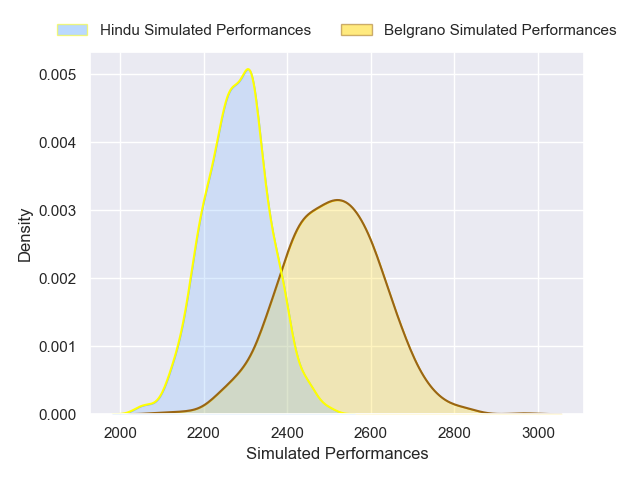 Hindu Simulated Performances
Belgrano Simulated Performances
0.005
0.004
0.003
0.002
0.001
0.000
Density
2000 2200 2400 2600 2800 3000
Simulated Performances